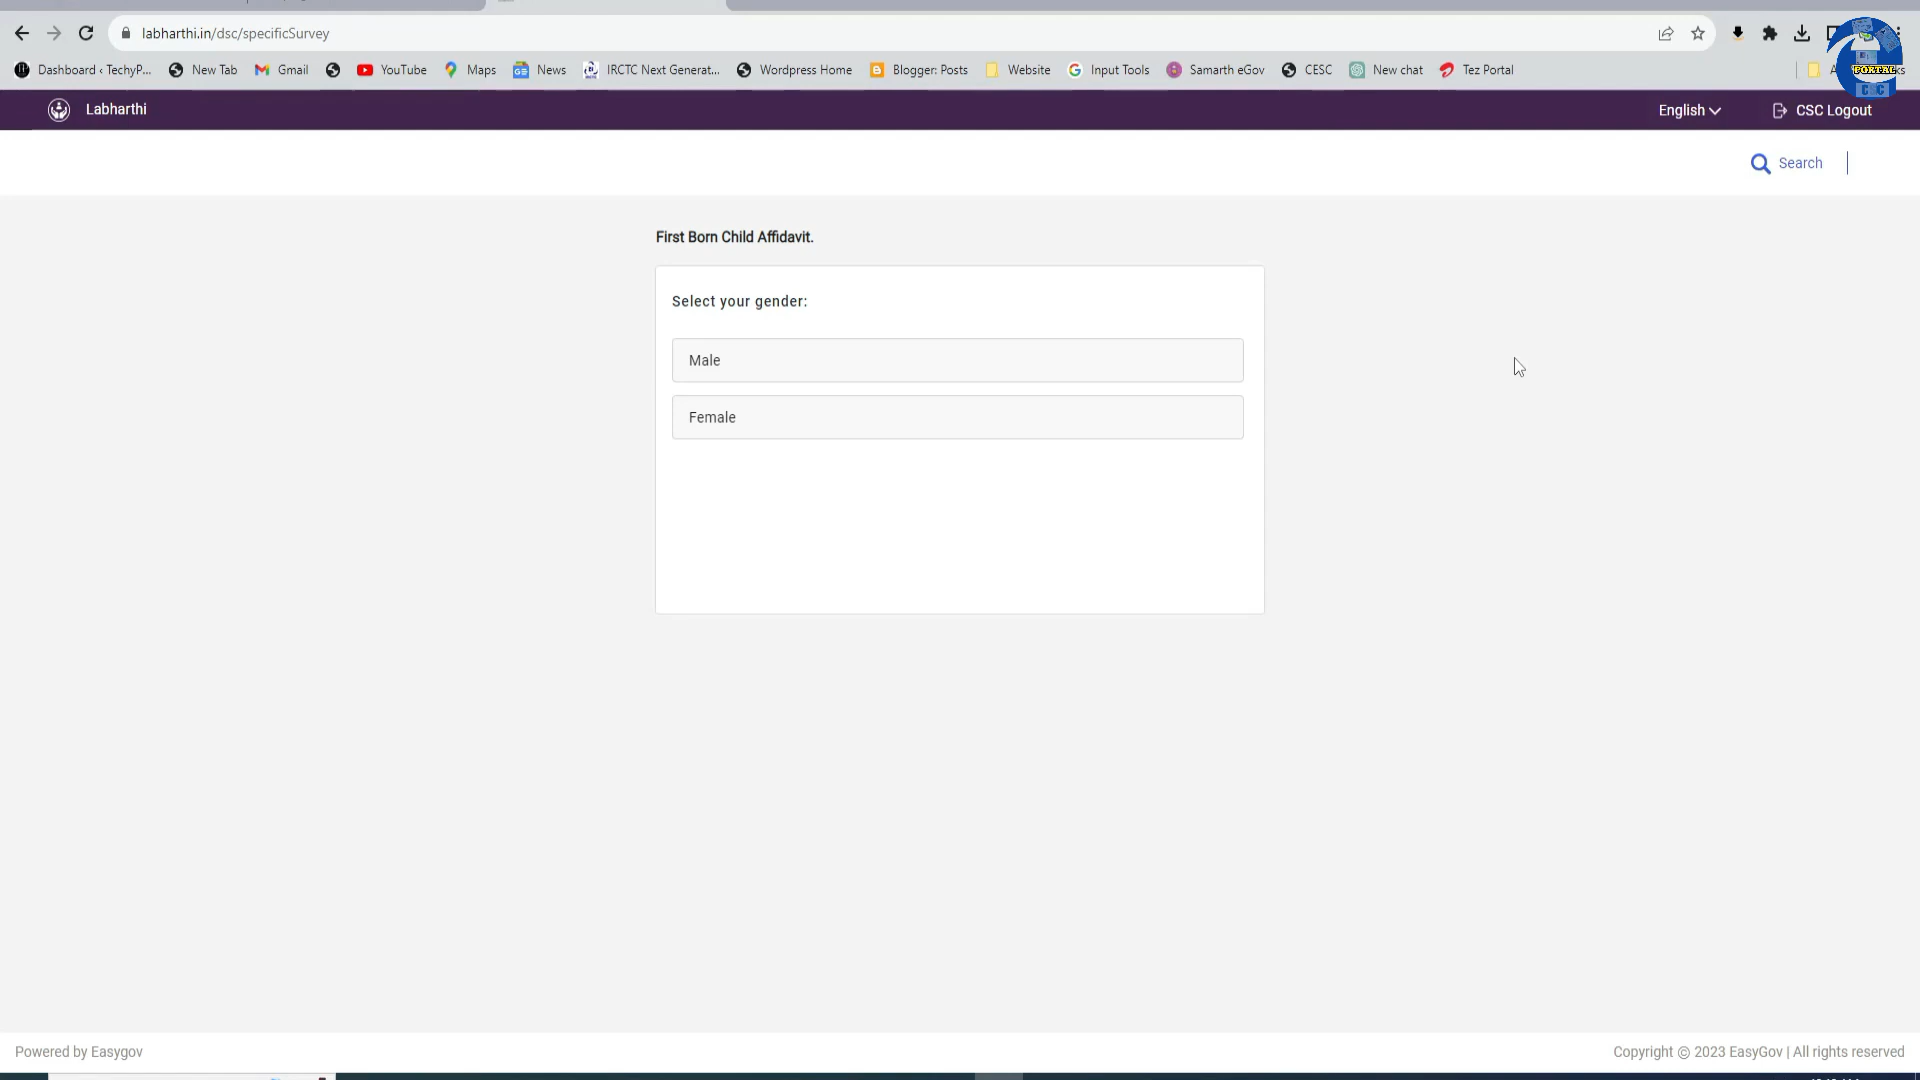 labharthi.in/dsc/specificSurvey
Dashboard ‹ TechyP... New Tab Gmail YouTube Maps News IRCTC Next Generat... Wordpress Home Blogger: Posts Website Input Tools Samarth eGov CESC New chat Tez Portal
PORTAL
CSC
Labharthi English CSC Logout
Search
First Born Child Affidavit.
Select your gender:
Male
Female
Powered by Easygov Copyright © 2023 EasyGov | All rights reserved